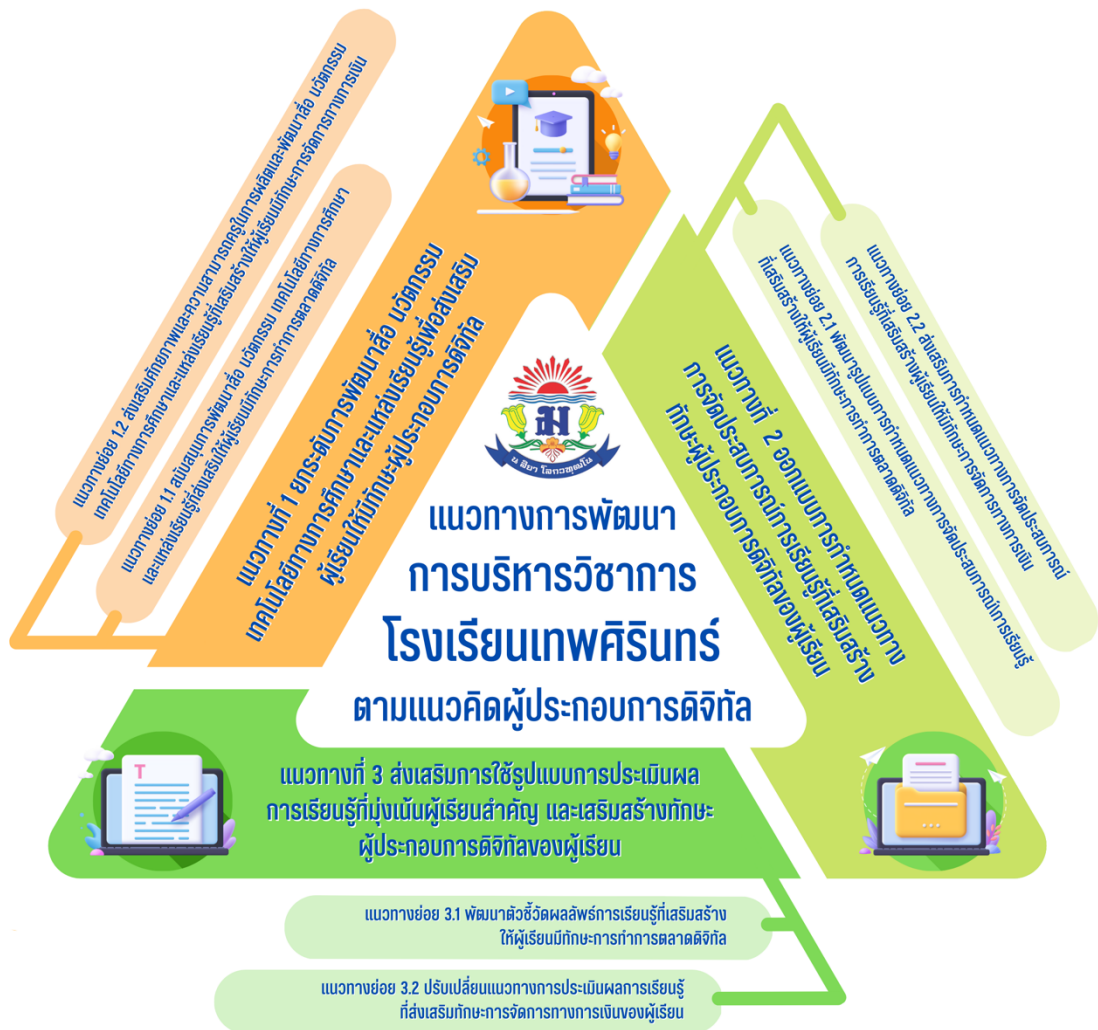 แนวทางย่อย 1.2 ส่งเสริมศักยภาพและความสามารถครูในการผลิตและพัฒนาสื่อ นวัตกรรม
เทคโนโลยีทางการศึกษาและแหล่งเรียนรู้ที่เสริมสร้างให้ผู้เรียนมีทักษะการจัดการทางการเงิน
แนวทางย่อย 1.1 สนับสนุนการพัฒนาสื่อ นวัตกรรม เทคโนโลยีทางการศึกษา
และแหล่งเรียนรู้ที่ส่งเสริมให้ผู้เรียนมีทักษะการทำการตลาดดิจิทัล
แนวทางที่ 1 ยกระดับการพัฒนาสื่อ นวัตกรรม
เทคโนโลยีทางการศึกษาและแหล่งเรียนรู้เพื่อส่งเสริม
ผู้เรียนให้มีทักษะผู้ประกอบการดิจิทัล
น สิยา โลกวฑฺฒโน
แนวทางการพัฒนา
การบริหารวิชาการ
โรงเรียนเทพศิรินทร์
ตามแนวคิดผู้ประกอบการดิจิทัล
แนวทางที่ 2 ออกแบบการกำหนดแนวทาง
การจัดประสบการณ์การเรียนรู้ที่เสริมสร้าง
ทักษะผู้ประกอบการดิจิทัลของผู้เรียน
แนวทางย่อย 2.1 พัฒนารูปแบบการกำหนดแนวทางการจัดประสบการณ์การเรียนรู้
ที่เสริมสร้างให้ผู้เรียนมีทักษะการทำการตลาดดิจิทัล
แนวทางย่อย 2.2 ส่งเสริมการกำหนดแนวทางการจัดประสบการณ์
การเรียนรู้ที่เสริมสร้างผู้เรียนให้มีทักษะการจัดการทางการเงิน
T
แนวทางที่ 3 ส่งเสริมการใช้รูปแบบการประเมินผล
การเรียนรู้ที่มุ่งเน้นผู้เรียนสำคัญ และเสริมสร้างทักษะ
ผู้ประกอบการดิจิทัลของผู้เรียน
แนวทางย่อย 3.1 พัฒนาตัวชี้วัดผลลัพธ์การเรียนรู้ที่เสริมสร้าง
ให้ผู้เรียนมีทักษะการทำการตลาดดิจิทัล
แนวทางย่อย 3.2 ปรับเปลี่ยนแนวทางการประเมินผลการเรียนรู้
ที่ส่งเสริมทักษะการจัดการทางการเงินของผู้เรียน